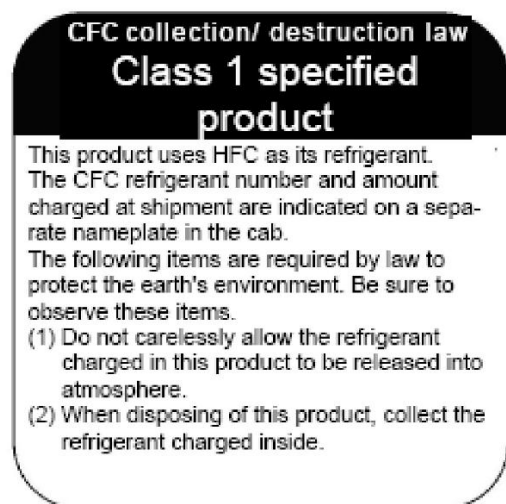 CFC collection/ destruction law
Class 1 specified
product
This product uses HFC as its refrigerant.
The CFC refrigerant number and amount
charged at shipment are indicated on a sepa-
rate nameplate in the cab.
The following items are required by law to
protect the earth's environment. Be sure to
observe these items.
(1) Do not carelessly allow the refrigerant
charged in this product to be released into
atmosphere.
(2) When disposing of this product, collect the
refrigerant charged inside.